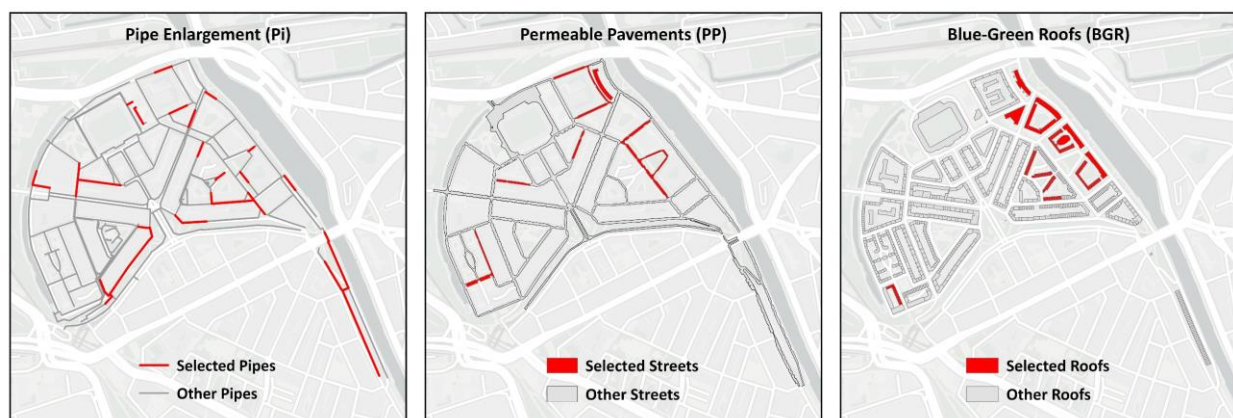 Pipe Enlargement (Pi)
Selected Pipes
Other Pipes
Permeable Pavements (PP)
Selected Streets
Other Streets
Blue-Green Roofs (BGR)
Selected Roofs
Other Roofs